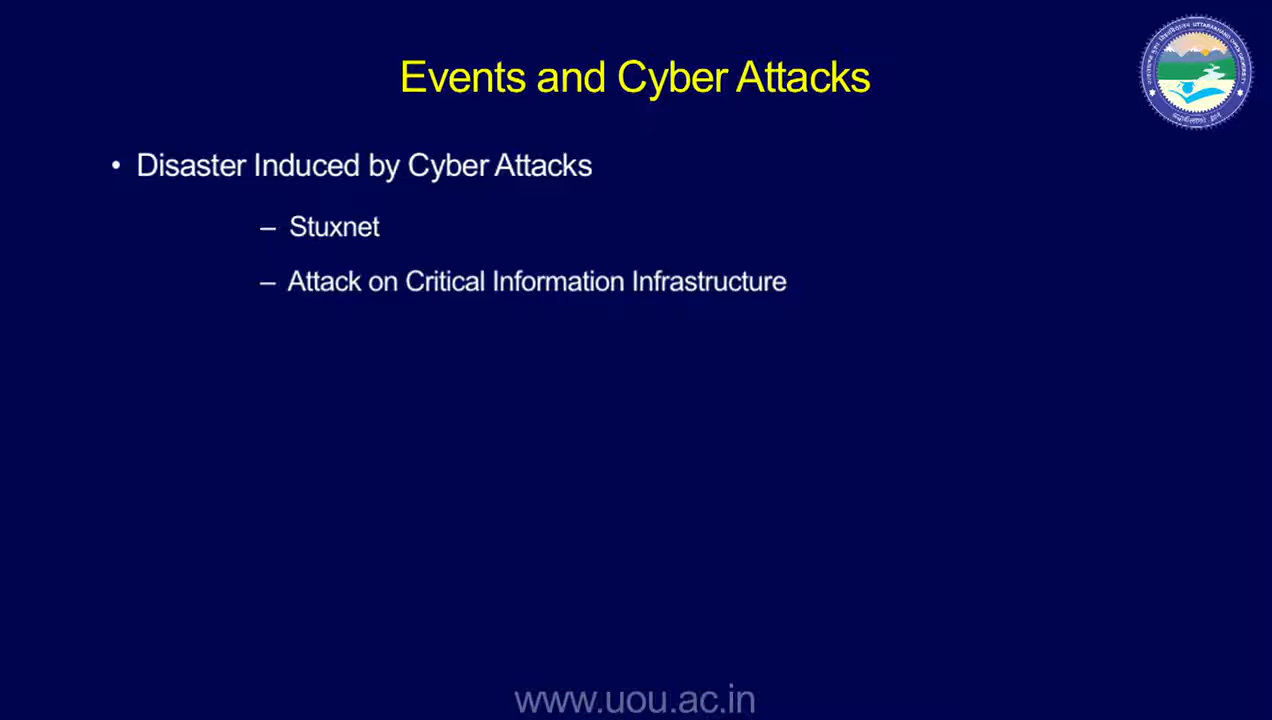 Events and Cyber Attacks
• Disaster Induced by Cyber Attacks
– Stuxnet
– Attack on Critical Information Infrastructure
www.uou.ac.in